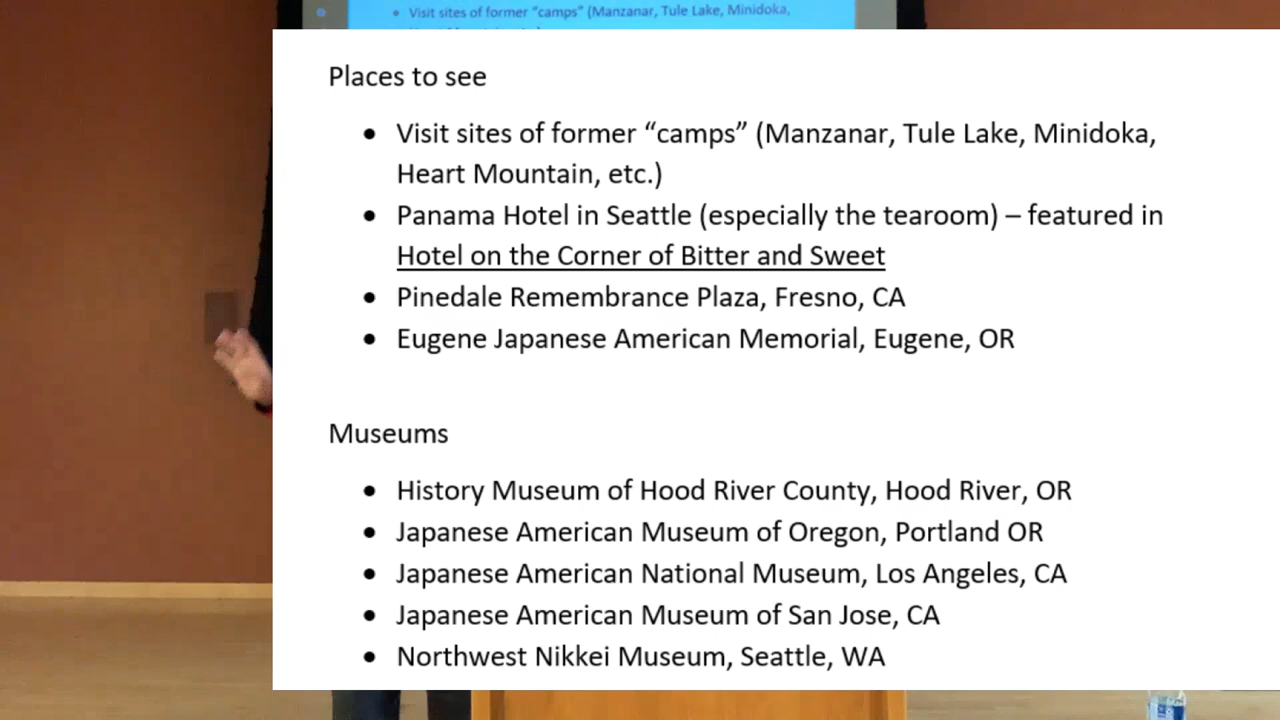 • Visit sites of former “camps” (Manzanar, Tule Lake, Minidoka,
Places to see
• Visit sites of former “camps” (Manzanar, Tule Lake, Minidoka,
Heart Mountain, etc.)
• Panama Hotel in Seattle (especially the tearoom) – featured in
Hotel on the Corner of Bitter and Sweet
• Pinedale Remembrance Plaza, Fresno, CA
• Eugene Japanese American Memorial, Eugene, OR
Museums
• History Museum of Hood River County, Hood River, OR
• Japanese American Museum of Oregon, Portland OR
• Japanese American National Museum, Los Angeles, CA
• Japanese American Museum of San Jose, CA
• Northwest Nikkei Museum, Seattle, WA